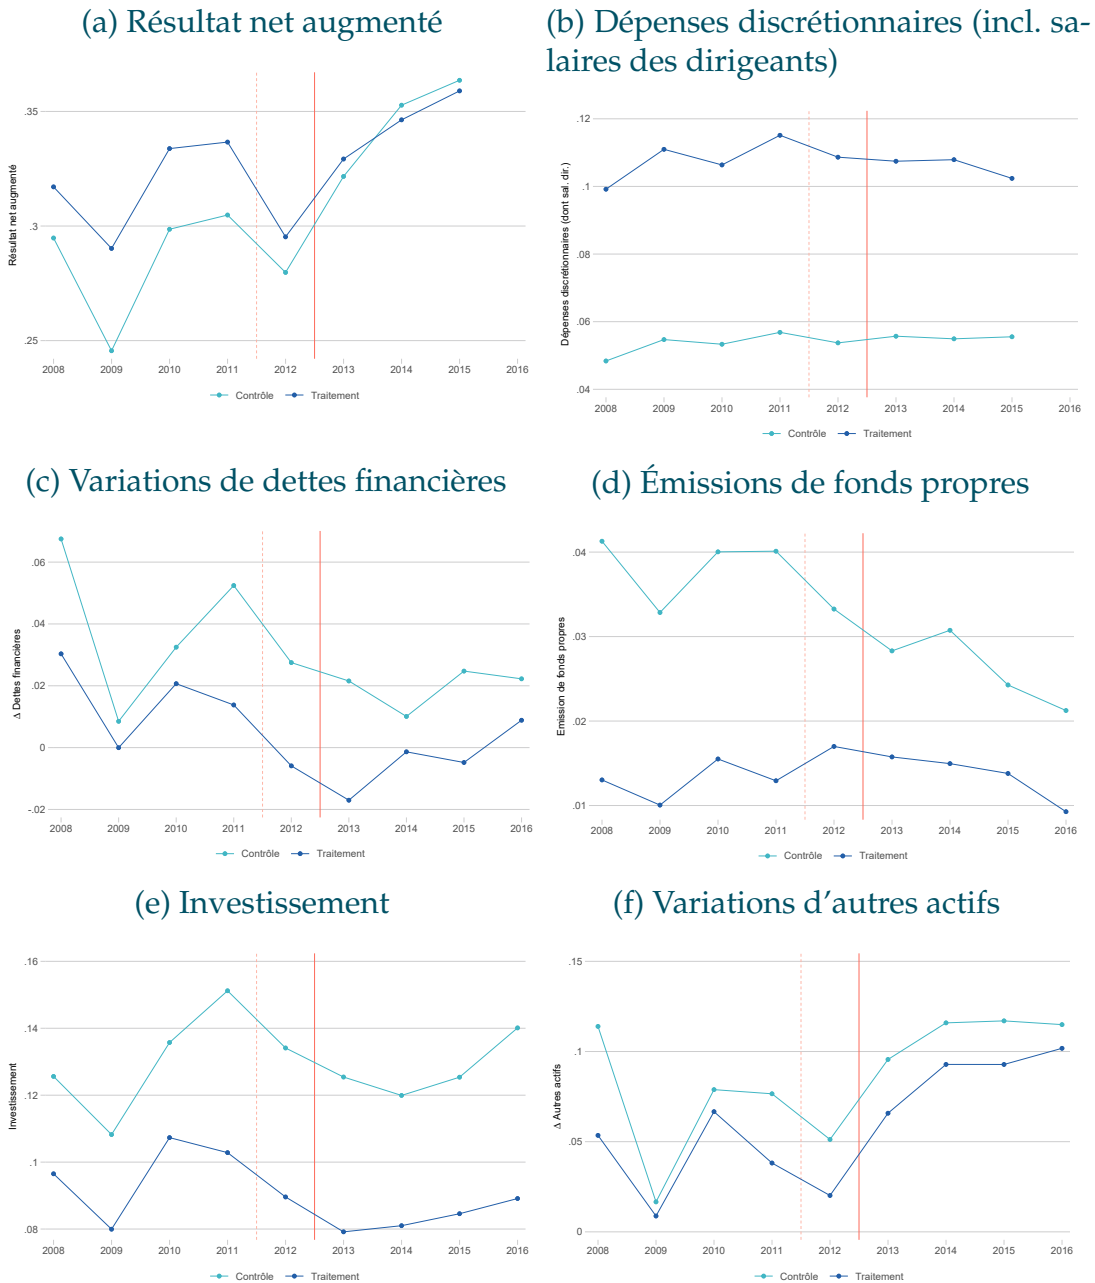 (a) Résultat net augmenté
.35
.3
.25
Résultat net augmenté
2008 2009 2010 2011 2012 2013 2014 2015 2016
Contrôle Traitement
(b) Dépenses discrétionnaires (incl. sa-
laires des dirigeants)
.12
.1
.08
.06
.04
Dépenses discrétionnaires (dont sal. dir.)
2008 2009 2010 2011 2012 2013 2014 2015 2016
Contrôle Traitement
(c) Variations de dettes financières
.06
.04
.02
0
-.02
Δ Dettes financières
2008 2009 2010 2011 2012 2013 2014 2015 2016
Contrôle Traitement
(d) Émissions de fonds propres
.04
.03
.02
.01
Emission de fonds propres
2008 2009 2010 2011 2012 2013 2014 2015 2016
Contrôle Traitement
(e) Investissement
.16
.14
.12
.1
.08
Investissement
2008 2009 2010 2011 2012 2013 2014 2015 2016
Contrôle Traitement
(f) Variations d’autres actifs
.15
.1
.05
0
Δ Autres actifs
2008 2009 2010 2011 2012 2013 2014 2015 2016
Contrôle Traitement